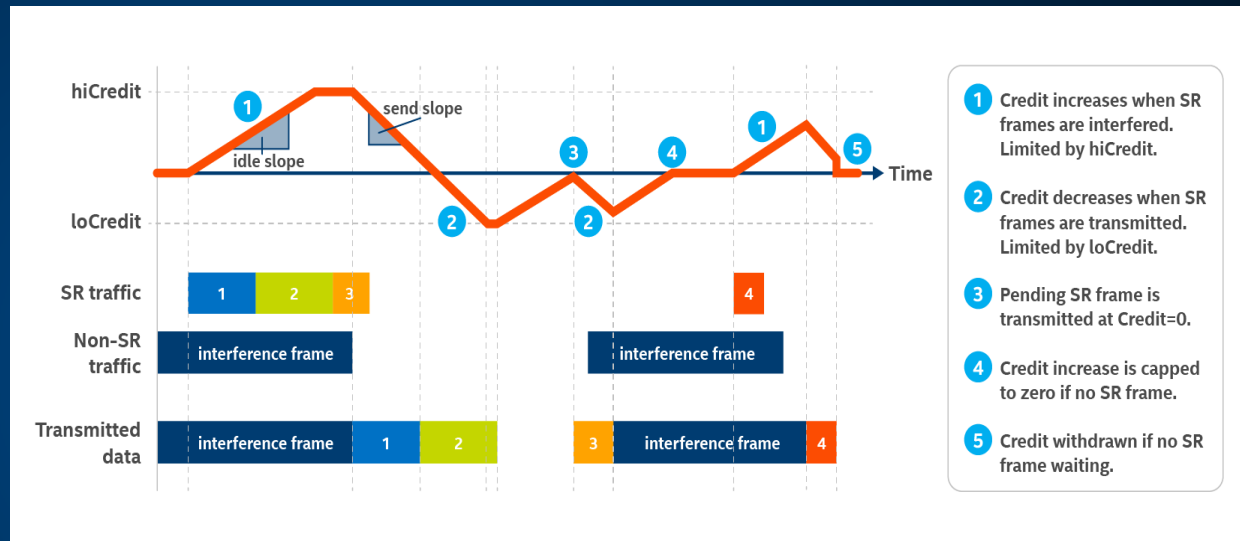 hiCredit
1
send slope
idle slope
3
4
1
5
Time
2
2
loCredit
SR traffic
1
2
3
4
Non-SR
traffic
interference frame
interference frame
Transmitted
data
interference frame
1
2
3
interference frame
4
1 Credit increases when SR
frames are interfered.
Limited by hiCredit.
2 Credit decreases when SR
frames are transmitted.
Limited by loCredit.
3 Pending SR frame is
transmitted at Credit=0.
4 Credit increase is capped
to zero if no SR frame.
5 Credit withdrawn if no SR
frame waiting.